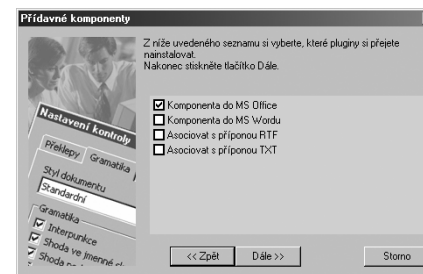 Přídavné komponenty
Z níže uvedeného seznamu si vyberte, které pluginy si přejete
nainstalovat.
Nakonec stiskněte tlačítko Dále.
Komponenta do MS Office
Komponenta do MS Wordu
Asociovat s příponou RTF
Asociovat s příponou TXT
Nastavení kontroly
Překlepy Gramatika
Styl dokumentu
Standardní
Gramatika
Interpunkce
Shoda ve jmenné
Shoda
<< Zpět Dále >> Storno